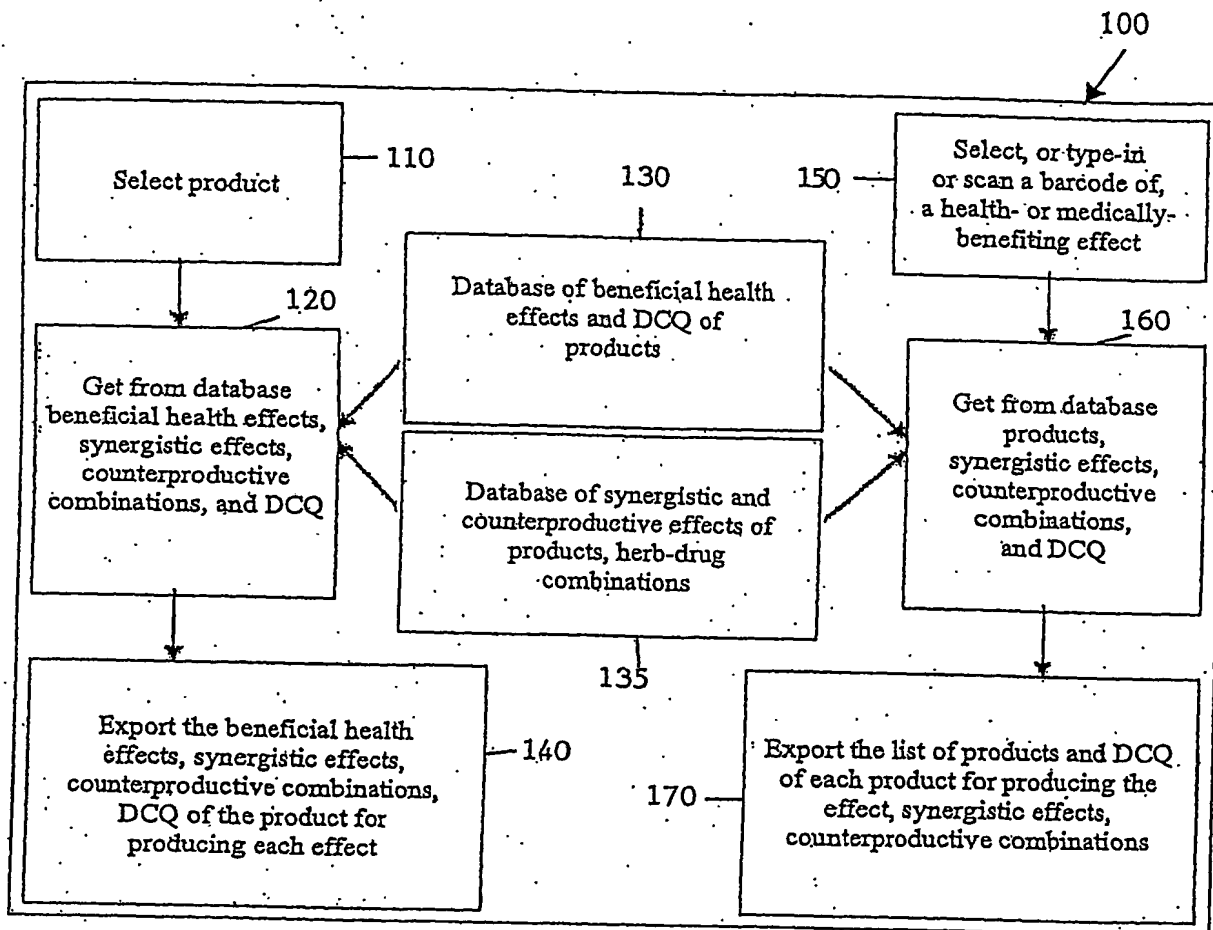 100
Select product
110
130
150
Select, or type-in
or scan a barcode of,
a health- or medically-
benefiting effect
Database of beneficial health
effects and DCQ of
products
120
160
Get from database
beneficial health effects,
synergistic effects,
counterproductive
combinations, and DCQ
Database of synergistic and
counterproductive effects of
products, herb-drug
combinations
Get from database
products,
synergistic effects,
counterproductive
combinations,
and DCQ
135
Export the beneficial health
effects, synergistic effects,
counterproductive combinations,
DCQ of the product for
producing each effect
140
170
Export the list of products and DCQ
of each product for producing the
effect, synergistic effects,
counterproductive combinations